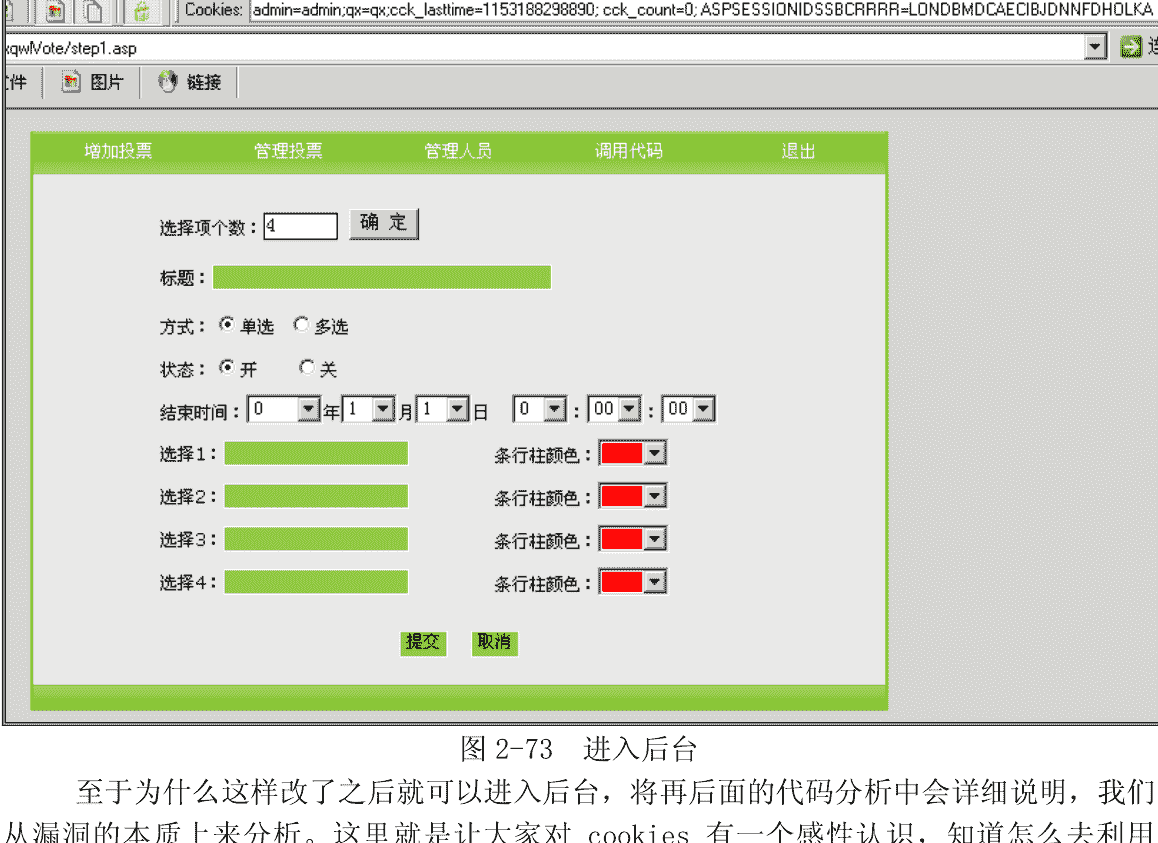 Cookies: admin=admin;qx=qx;cck_lasttime=1153188298890; cck_count=0; ASPSESSIONIDSSBCRRRR=LONDBMDCAECIBJDNNFDHOLKA
xqwlVote/step1.asp
件 图片 链接
增加投票 管理投票 管理人员 调用代码 退出
选择项个数：4 确 定
标题：
方式： 单选 多选
状态： 开 关
结束时间：0 年 1 月 1 日 0 : 00 : 00
选择1： 条行柱颜色：
选择2： 条行柱颜色：
选择3： 条行柱颜色：
选择4： 条行柱颜色：
提交 取消
图 2-73 进入后台
至于为什么这样改了之后就可以进入后台，将再后面的代码分析中会详细说明，我们
从漏洞的本质上来分析。这里就是让大家对 cookies 有一个感性认识，知道怎么去利用